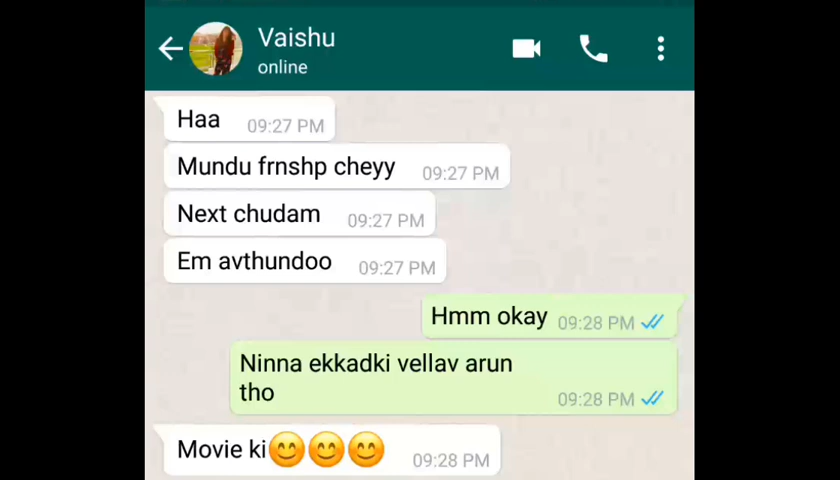 Vaishu
online
Haa 09:27 PM
Mundu frnshp cheyy 09:27 PM
Next chudam 09:27 PM
Em avthundoo 09:27 PM
Hmm okay 09:28 PM
Ninna ekkadki vellav arun
tho 09:28 PM
Movie ki😊😊😊 09:28 PM